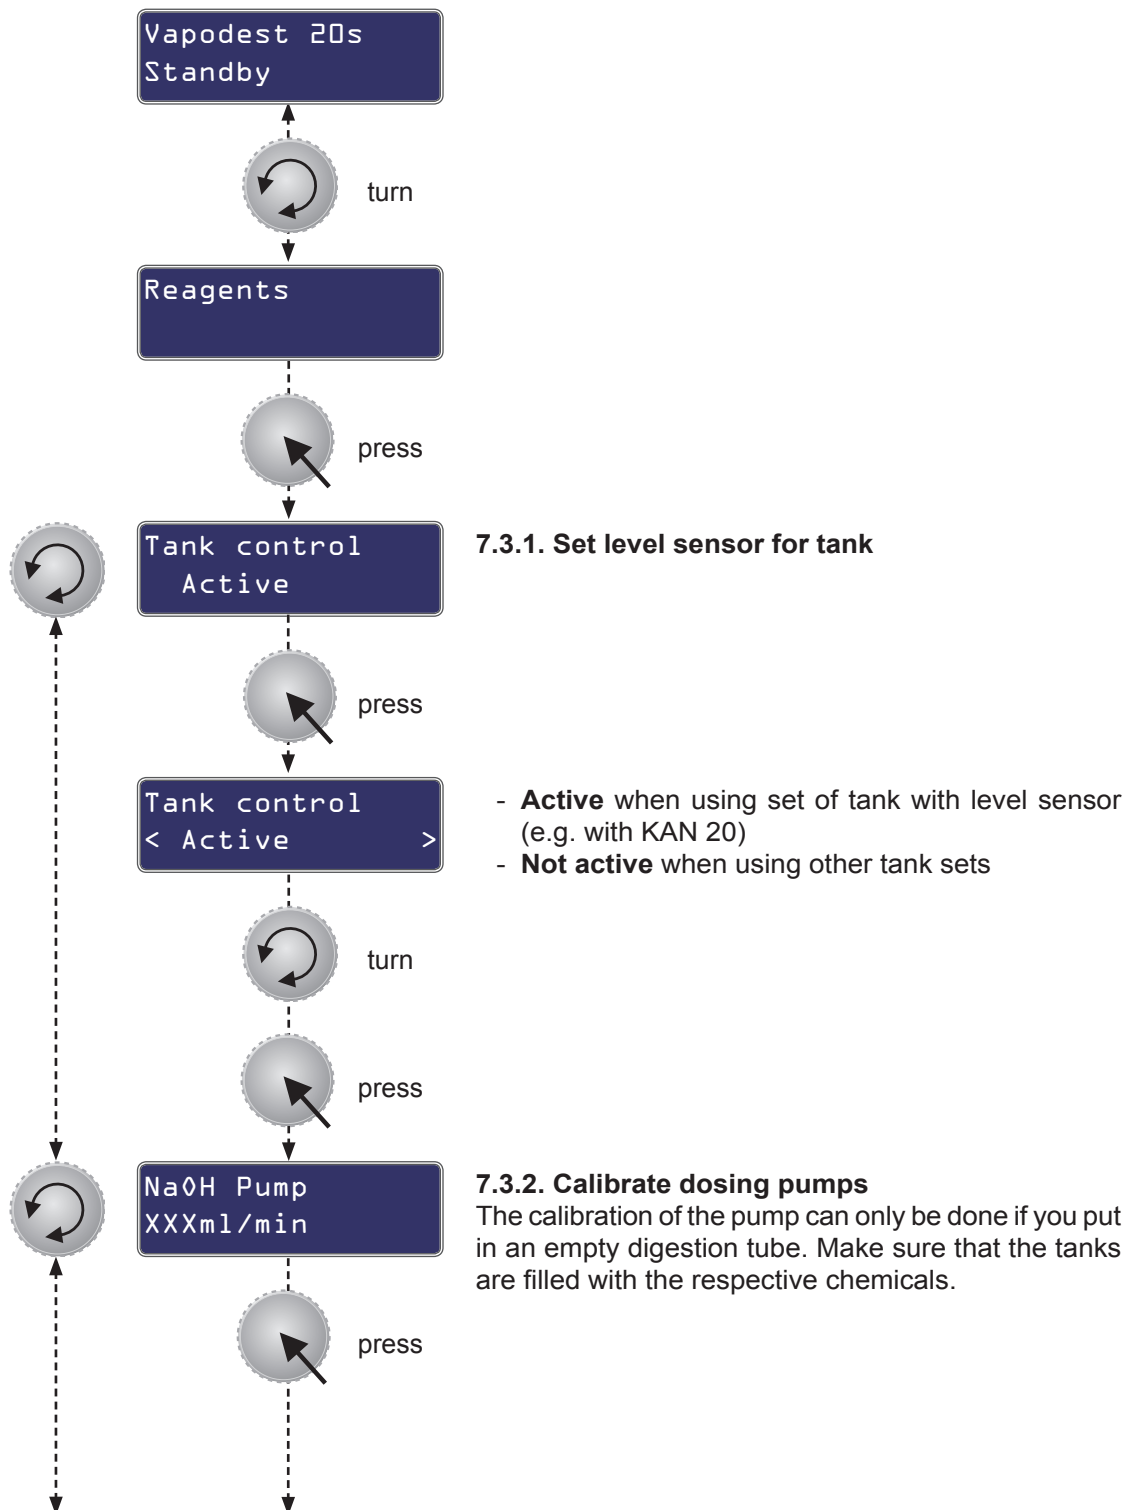 Vapodest 20s
Standby
turn
Reagents
press
Tank control
Active
7.3.1. Set level sensor for tank
press
Tank control
< Active >
- Active when using set of tank with level sensor
(e.g. with KAN 20)
- Not active when using other tank sets
turn
press
NaOH Pump
XXXml/min
7.3.2. Calibrate dosing pumps
The calibration of the pump can only be done if you put
in an empty digestion tube. Make sure that the tanks
are filled with the respective chemicals.
press